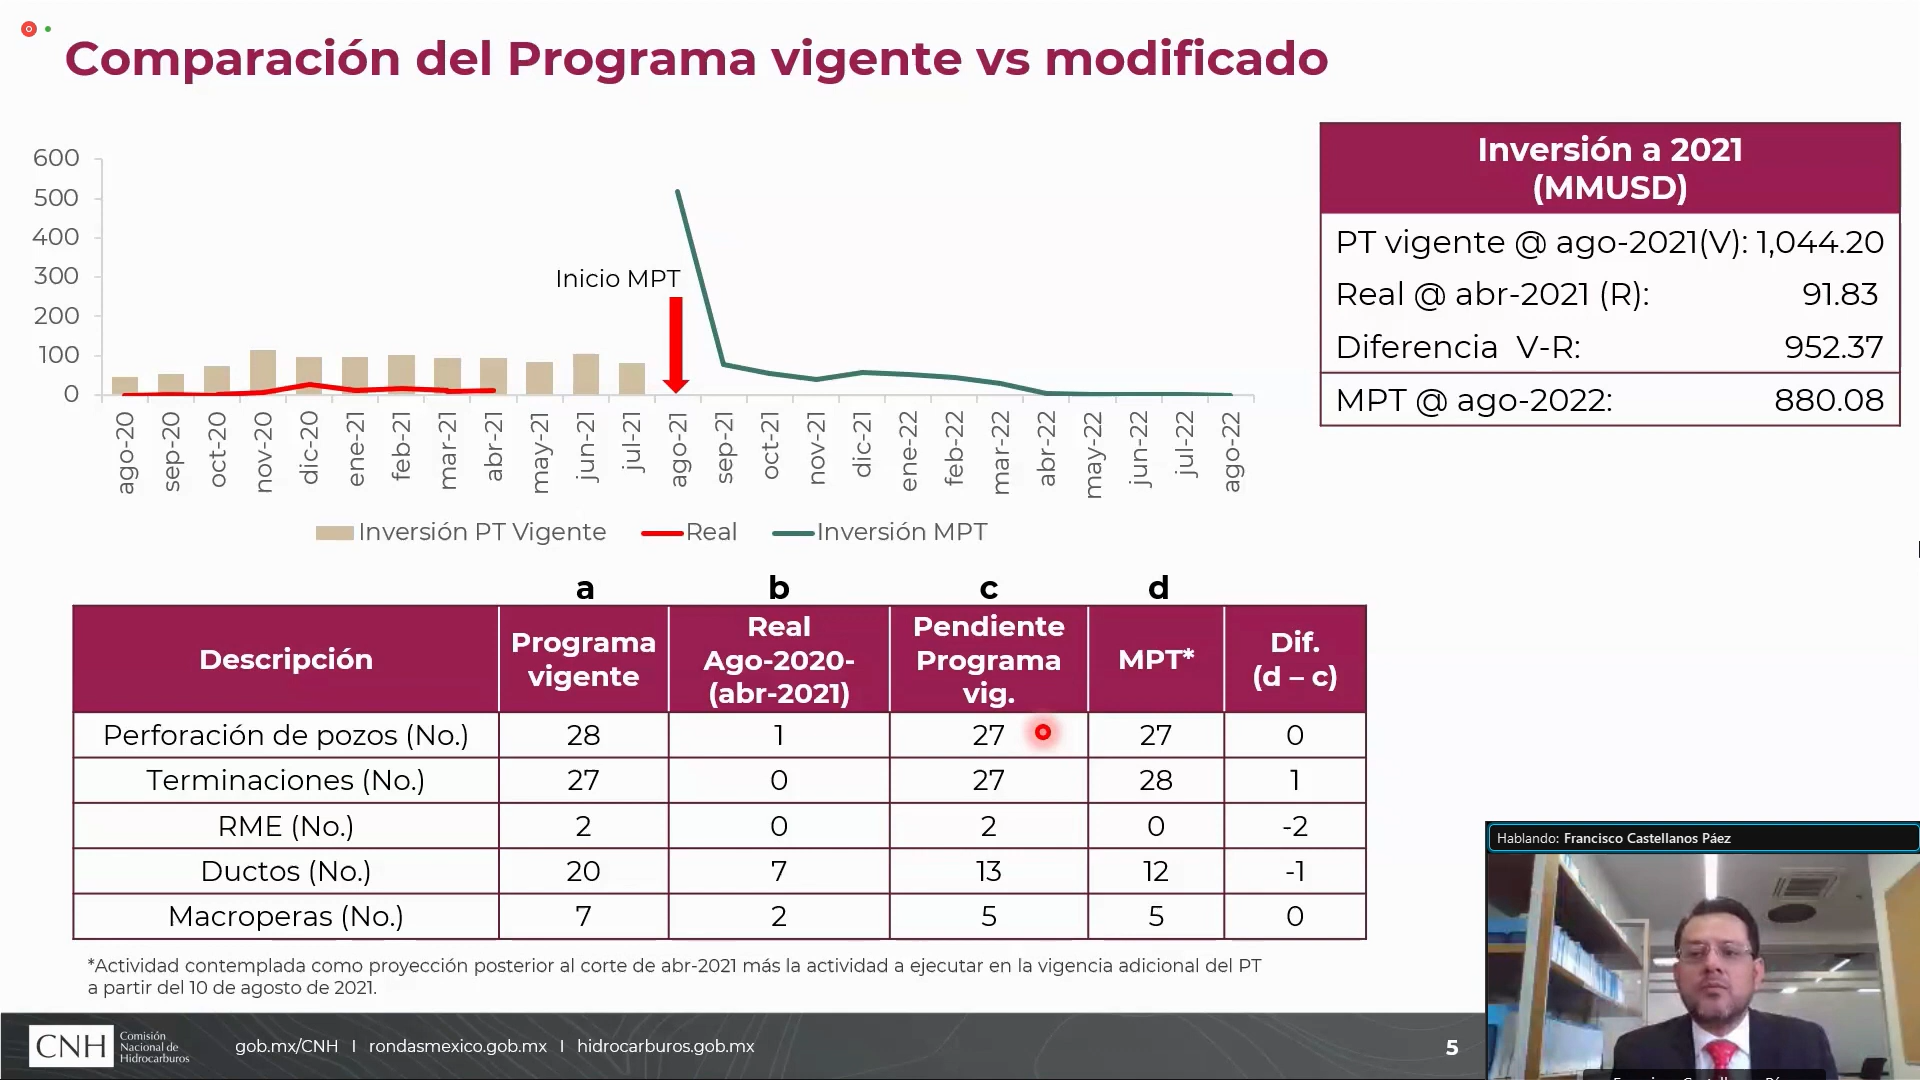 Comparación del Programa vigente vs modificado
600
500
400
300
200
100
0
Inicio MPT
ago-20
sep-20
oct-20
nov-20
dic-20
ene-21
feb-21
mar-21
abr-21
may-21
jun-21
jul-21
ago-21
sep-21
oct-21
nov-21
dic-21
ene-22
feb-22
mar-22
abr-22
may-22
jun-22
jul-22
ago-22
Inversión PT Vigente Real Inversión MPT
Inversión a 2021
(MMUSD)
PT vigente @ ago-2021(V): 1,044.20
Real @ abr-2021 (R): 91.83
Diferencia V-R: 952.37
MPT @ ago-2022: 880.08
a b c d
Descripción
Programa
vigente
Real
Ago-2020-
(abr-2021)
Pendiente
Programa
vig.
MPT*
Dif.
(d – c)
Perforación de pozos (No.) 28 1 27 27 0
Terminaciones (No.) 27 0 27 28 1
RME (No.) 2 0 2 0 -2
Ductos (No.) 20 7 13 12 -1
Macroperas (No.) 7 2 5 5 0
*Actividad contemplada como proyección posterior al corte de abr-2021 más la actividad a ejecutar en la vigencia adicional del PT
a partir del 10 de agosto de 2021.
CNH
Comisión
Nacional de
Hidrocarburos
gob.mx/CNH I rondasmexico.gob.mx I hidrocarburos.gob.mx
5
Hablando: Francisco Castellanos Páez